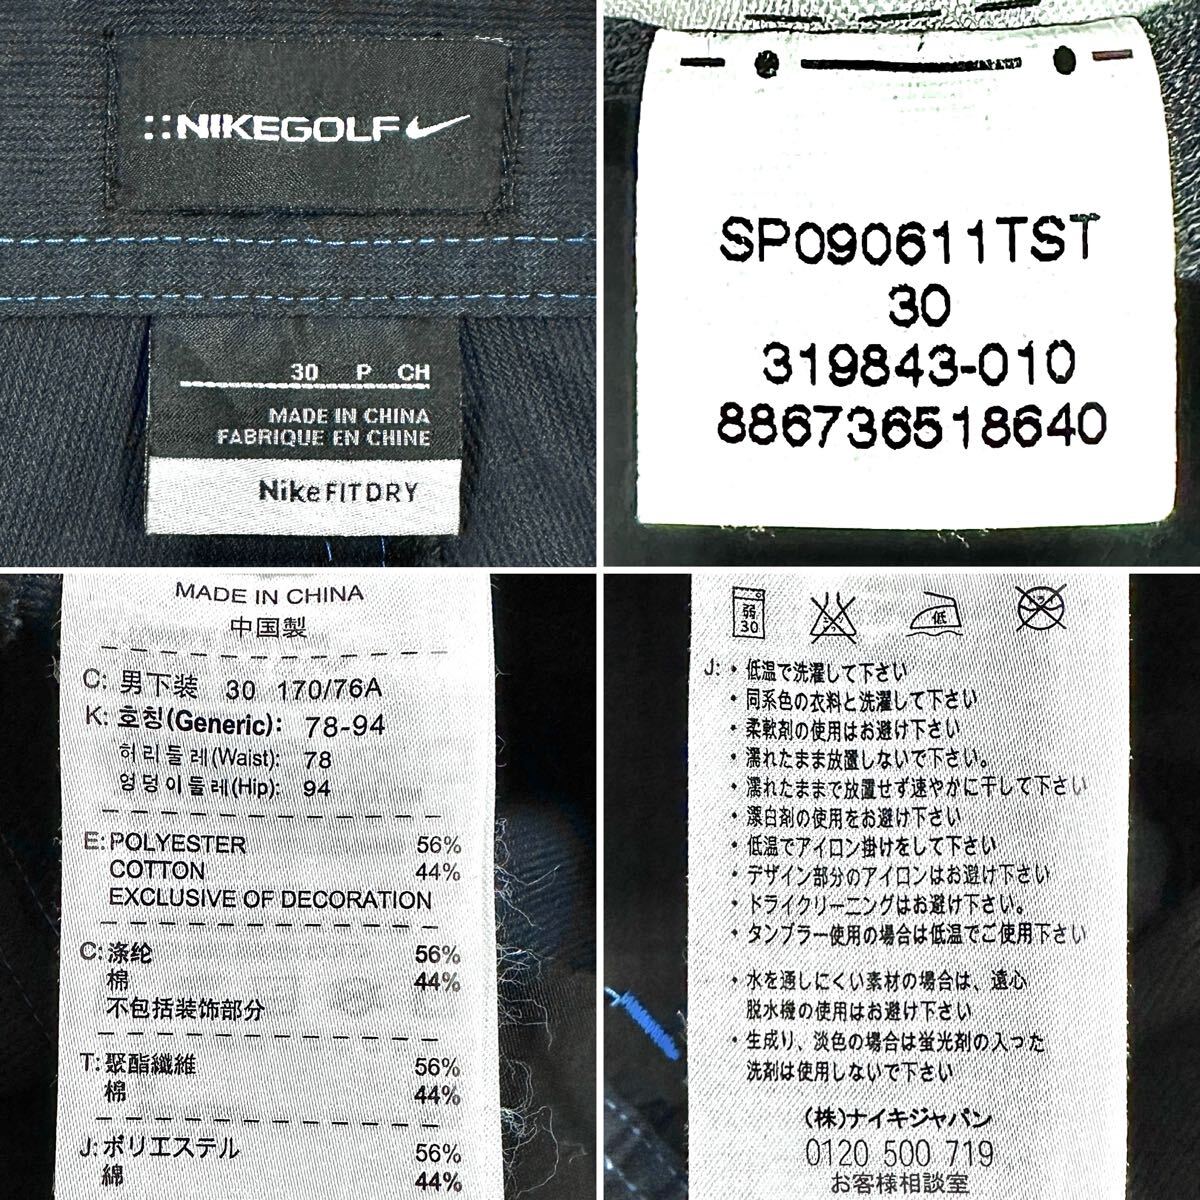 ::NIKEGOLF
30 P CH
MADE IN CHINA
FABRIQUE EN CHINE
NikeFITDRY
SP090611TST
30
319843-010
886736518640
MADE IN CHINA
中国製
C: 男下装 30 170/76A
K: 호칭(Generic): 78-94
허리둘레(Waist): 78
엉덩이둘레(Hip): 94
E: POLYESTER 56%
COTTON 44%
EXCLUSIVE OF DECORATION
C: 涤纶 56%
棉 44%
不包括装饰部分
T: 聚酯纖維 56%
棉 44%
J: ポリエステル 56%
綿 44%
弱 30 低
J: ・低温で洗濯して下さい
・同系色の衣料と洗濯して下さい
・柔軟剤の使用はお避け下さい
・濡れたまま放置しないで下さい。
・濡れたままで放置せず速やかに干して下さい
・漂白剤の使用をお避け下さい
・低温でアイロン掛けをして下さい
・デザイン部分のアイロンはお避け下さい
・ドライクリーニングはお避け下さい。
・タンブラー使用の場合は低温でご使用下さい
・水を通しにくい素材の場合は、遠心
脱水機の使用はお避け下さい
・生成り、淡色の場合は蛍光剤の入った
洗剤は使用しないで下さい
(株)ナイキジャパン
0120 500 719
お客様相談室